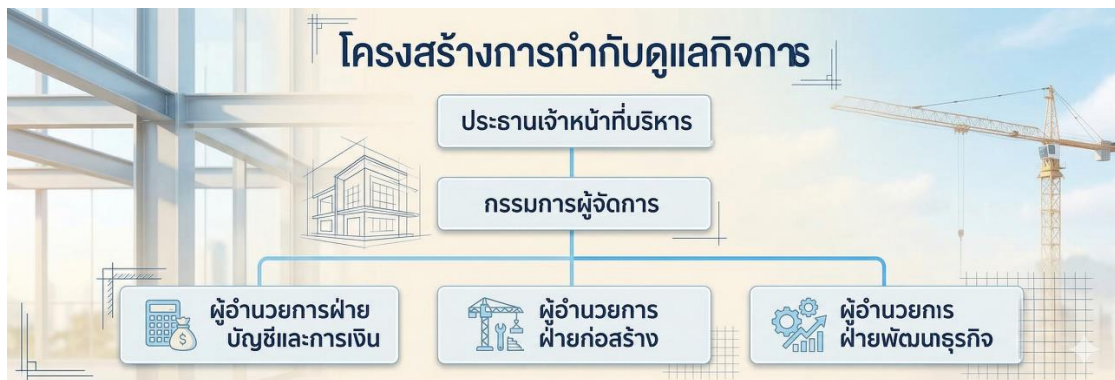 โครงสร้างการกำกับดูแลกิจการ
ประธานเจ้าหน้าที่บริหาร
กรรมการผู้จัดการ
ผู้อำนวยการฝ่าย
บัญชีและการเงิน
ผู้อำนวยการ
ฝ่ายก่อสร้าง
ผู้อำนวยการ
ฝ่ายพัฒนาธุรกิจ